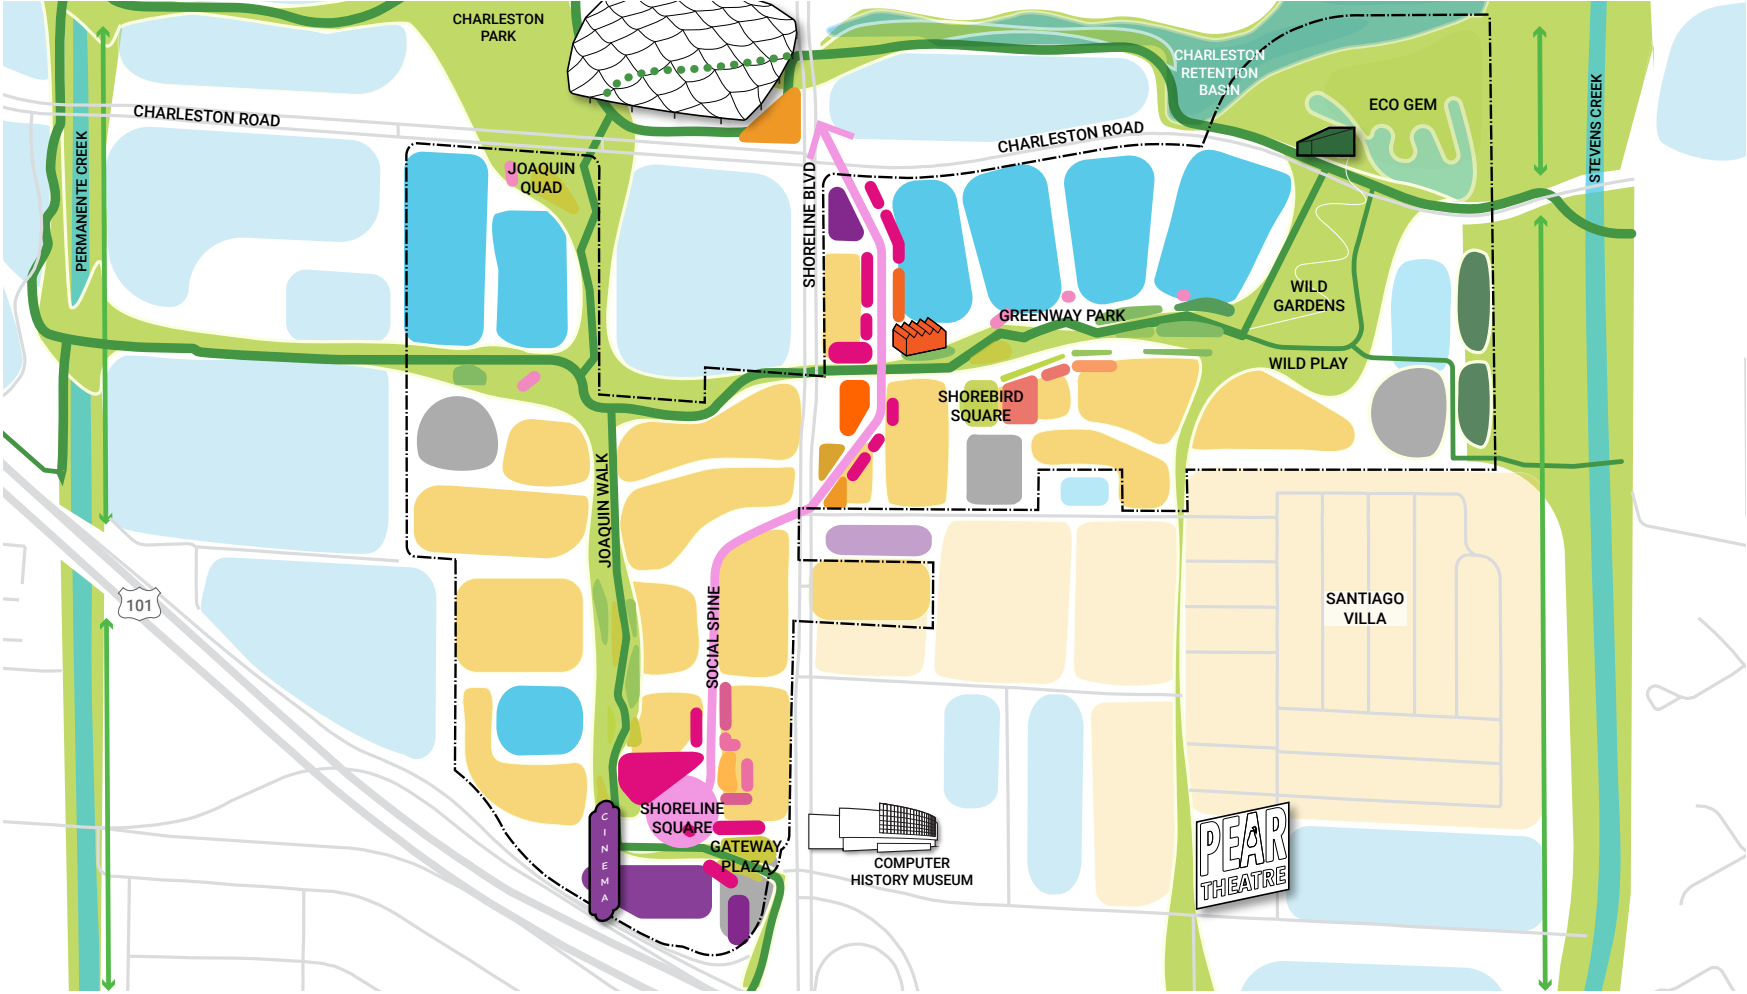 CHARLESTON
PARK
CHARLESTON
RETENTION
BASIN
ECO GEM
CHARLESTON ROAD
CHARLESTON ROAD
PERMANENTE CREEK
STEVENS CREEK
JOAQUIN
QUAD
SHORELINE BLVD
WILD
GARDENS
GREENWAY PARK
WILD PLAY
SHOREBIRD
SQUARE
JOAQUIN WALK
101
SOCIAL SPINE
SANTIAGO
VILLA
SHORELINE
SQUARE
GATEWAY
PLAZA
CINEMA
COMPUTER
HISTORY MUSEUM
PEAR
THEATRE